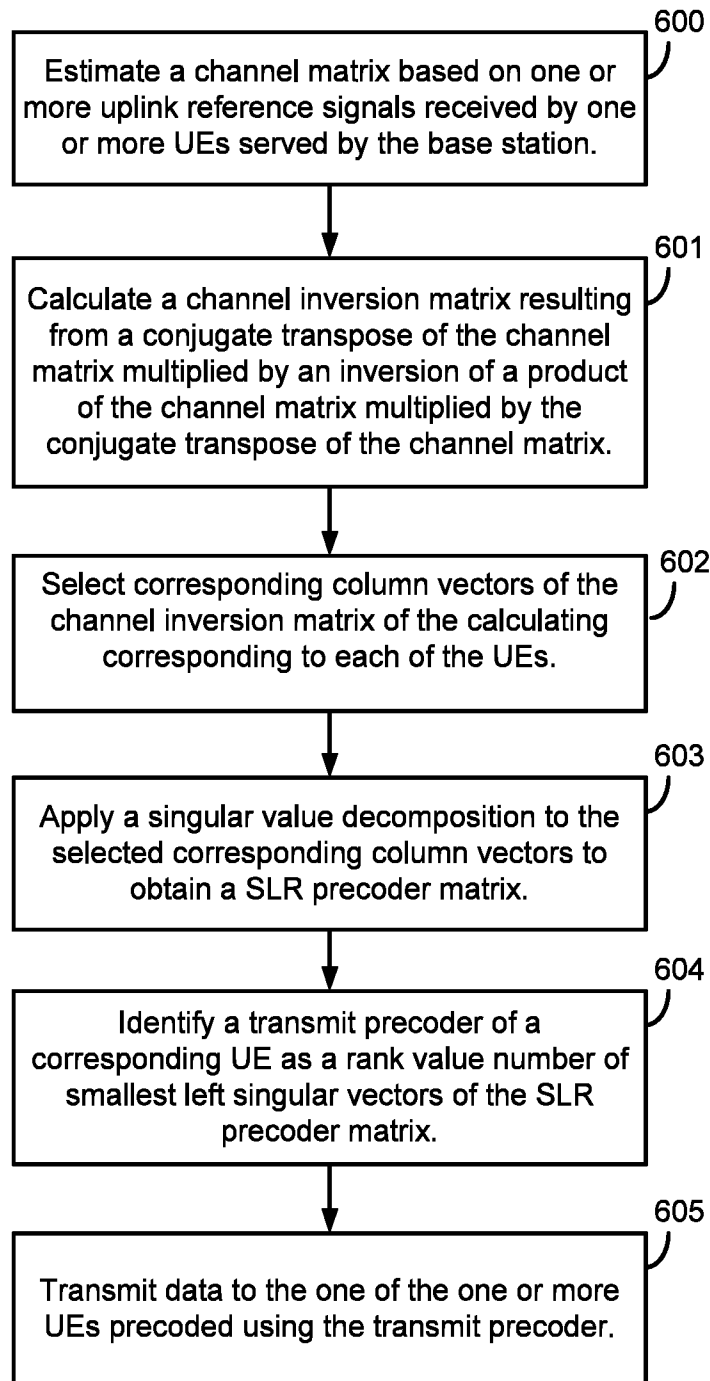 600
Estimate a channel matrix based on one or
more uplink reference signals received by one
or more UEs served by the base station.
601
Calculate a channel inversion matrix resulting
from a conjugate transpose of the channel
matrix multiplied by an inversion of a product
of the channel matrix multiplied by the
conjugate transpose of the channel matrix.
602
Select corresponding column vectors of the
channel inversion matrix of the calculating
corresponding to each of the UEs.
603
Apply a singular value decomposition to the
selected corresponding column vectors to
obtain a SLR precoder matrix.
604
Identify a transmit precoder of a
corresponding UE as a rank value number of
smallest left singular vectors of the SLR
precoder matrix.
605
Transmit data to the one of the one or more
UEs precoded using the transmit precoder.